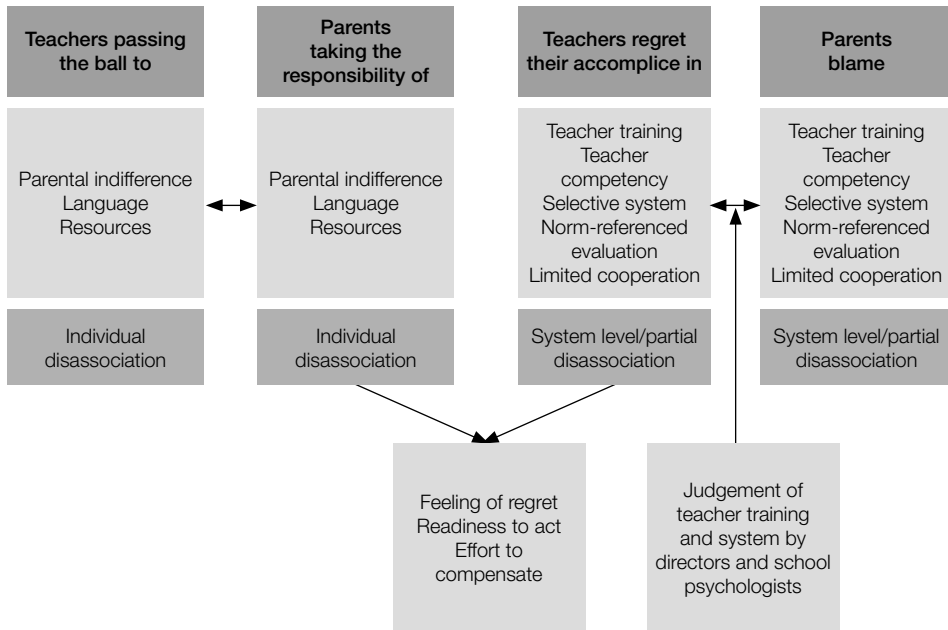 Teachers passing
the ball to
Parental indifference
Language
Resources
Individual
disassociation
Parents
taking the
responsibility of
Parental indifference
Language
Resources
Individual
disassociation
Teachers regret
their accomplice in
Teacher training
Teacher
competency
Selective system
Norm-referenced
evaluation
Limited cooperation
System level/partial
disassociation
Parents
blame
Teacher training
Teacher
competency
Selective system
Norm-referenced
evaluation
Limited cooperation
System level/partial
disassociation
Feeling of regret
Readiness to act
Effort to
compensate
Judgement of
teacher training
and system by
directors and school
psychologists